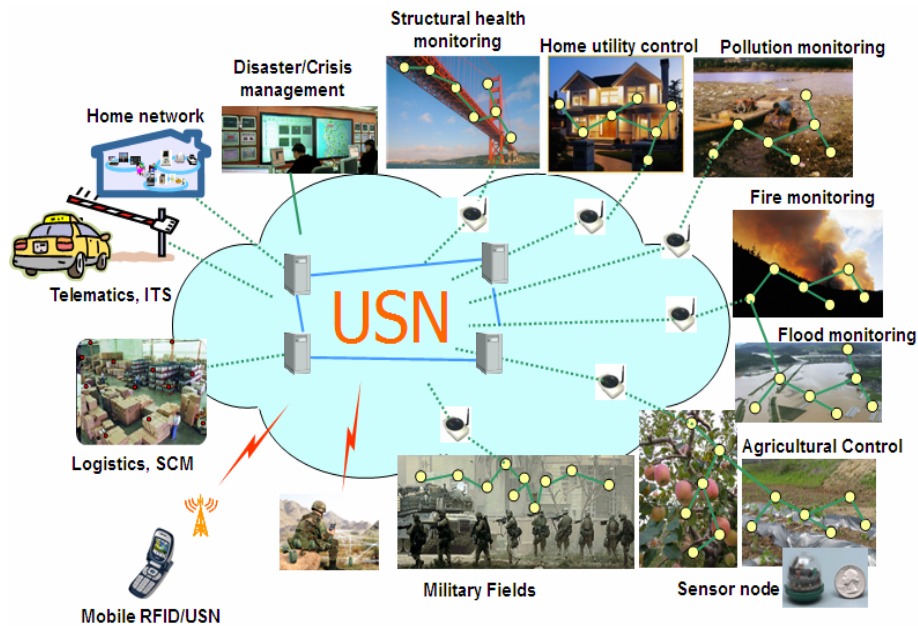 Structural health
monitoring
Home utility control
Pollution monitoring
Disaster/Crisis
management
Home network
Fire monitoring
Telematics, ITS
USN
Flood monitoring
Logistics, SCM
Agricultural Control
Military Fields
Sensor node
Mobile RFID/USN